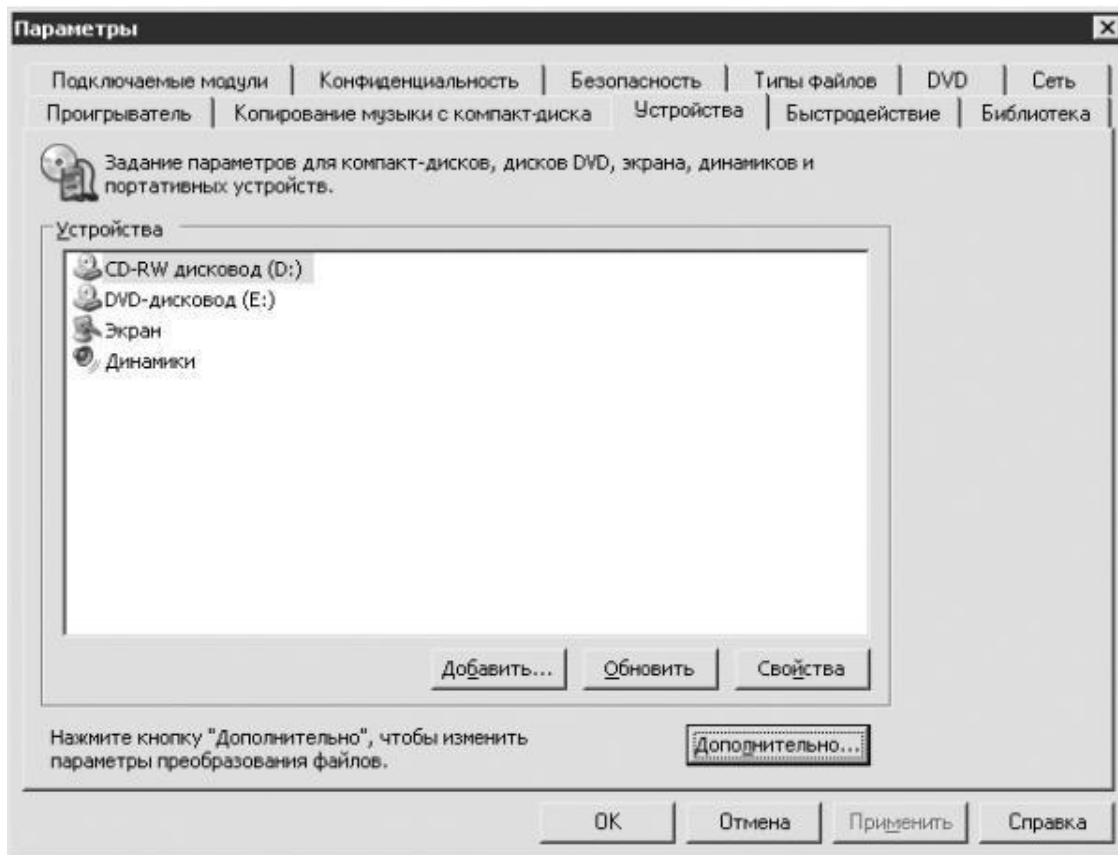 Параметры
Подключаемые модули Конфиденциальность Безопасность Типы файлов DVD Сеть
Проигрыватель Копирование музыки с компакт-диска Устройства Быстродействие Библиотека
Задание параметров для компакт-дисков, дисков DVD, экрана, динамиков и
портативных устройств.
Устройства
CD-RW дисковод (D:)
DVD-дисковод (E:)
Экран
Динамики
Добавить... Обновить Свойства
Нажмите кнопку "Дополнительно", чтобы изменить
параметры преобразования файлов.
Дополнительно...
OK Отмена Применить Справка